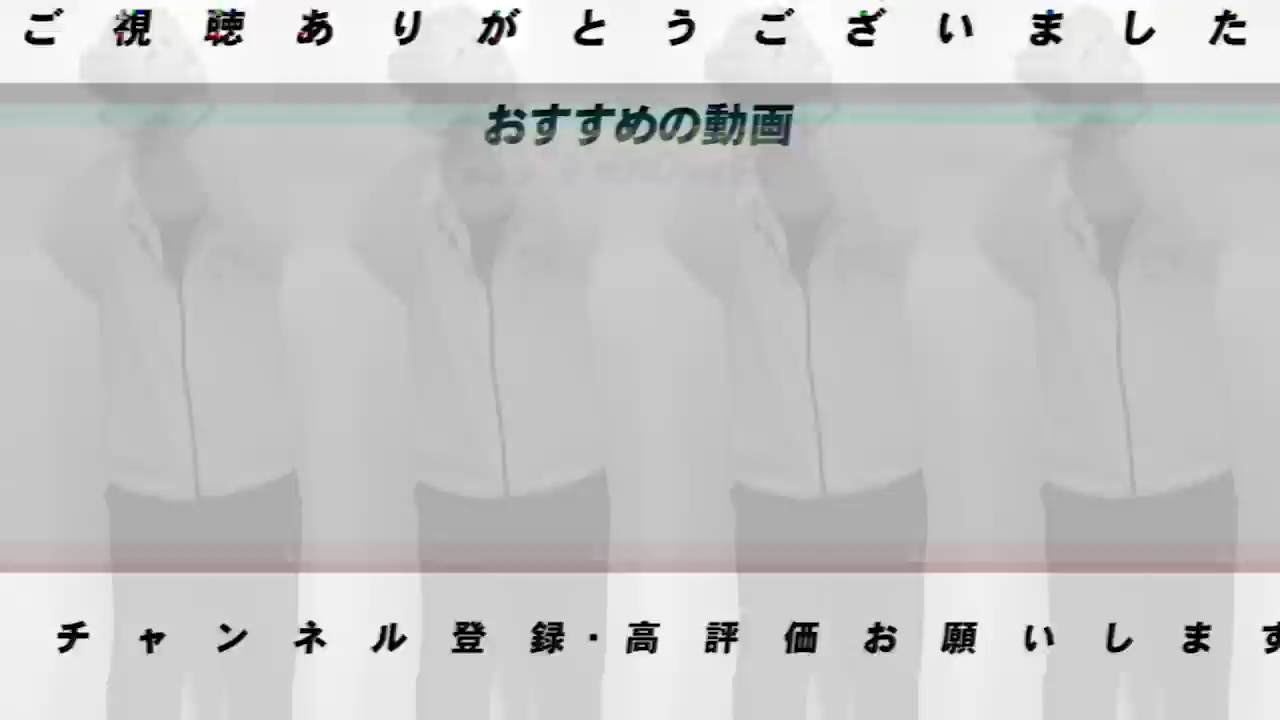 ご視聴ありがとうございました
おすすめの動画
チャンネル登録・高評価お願いします